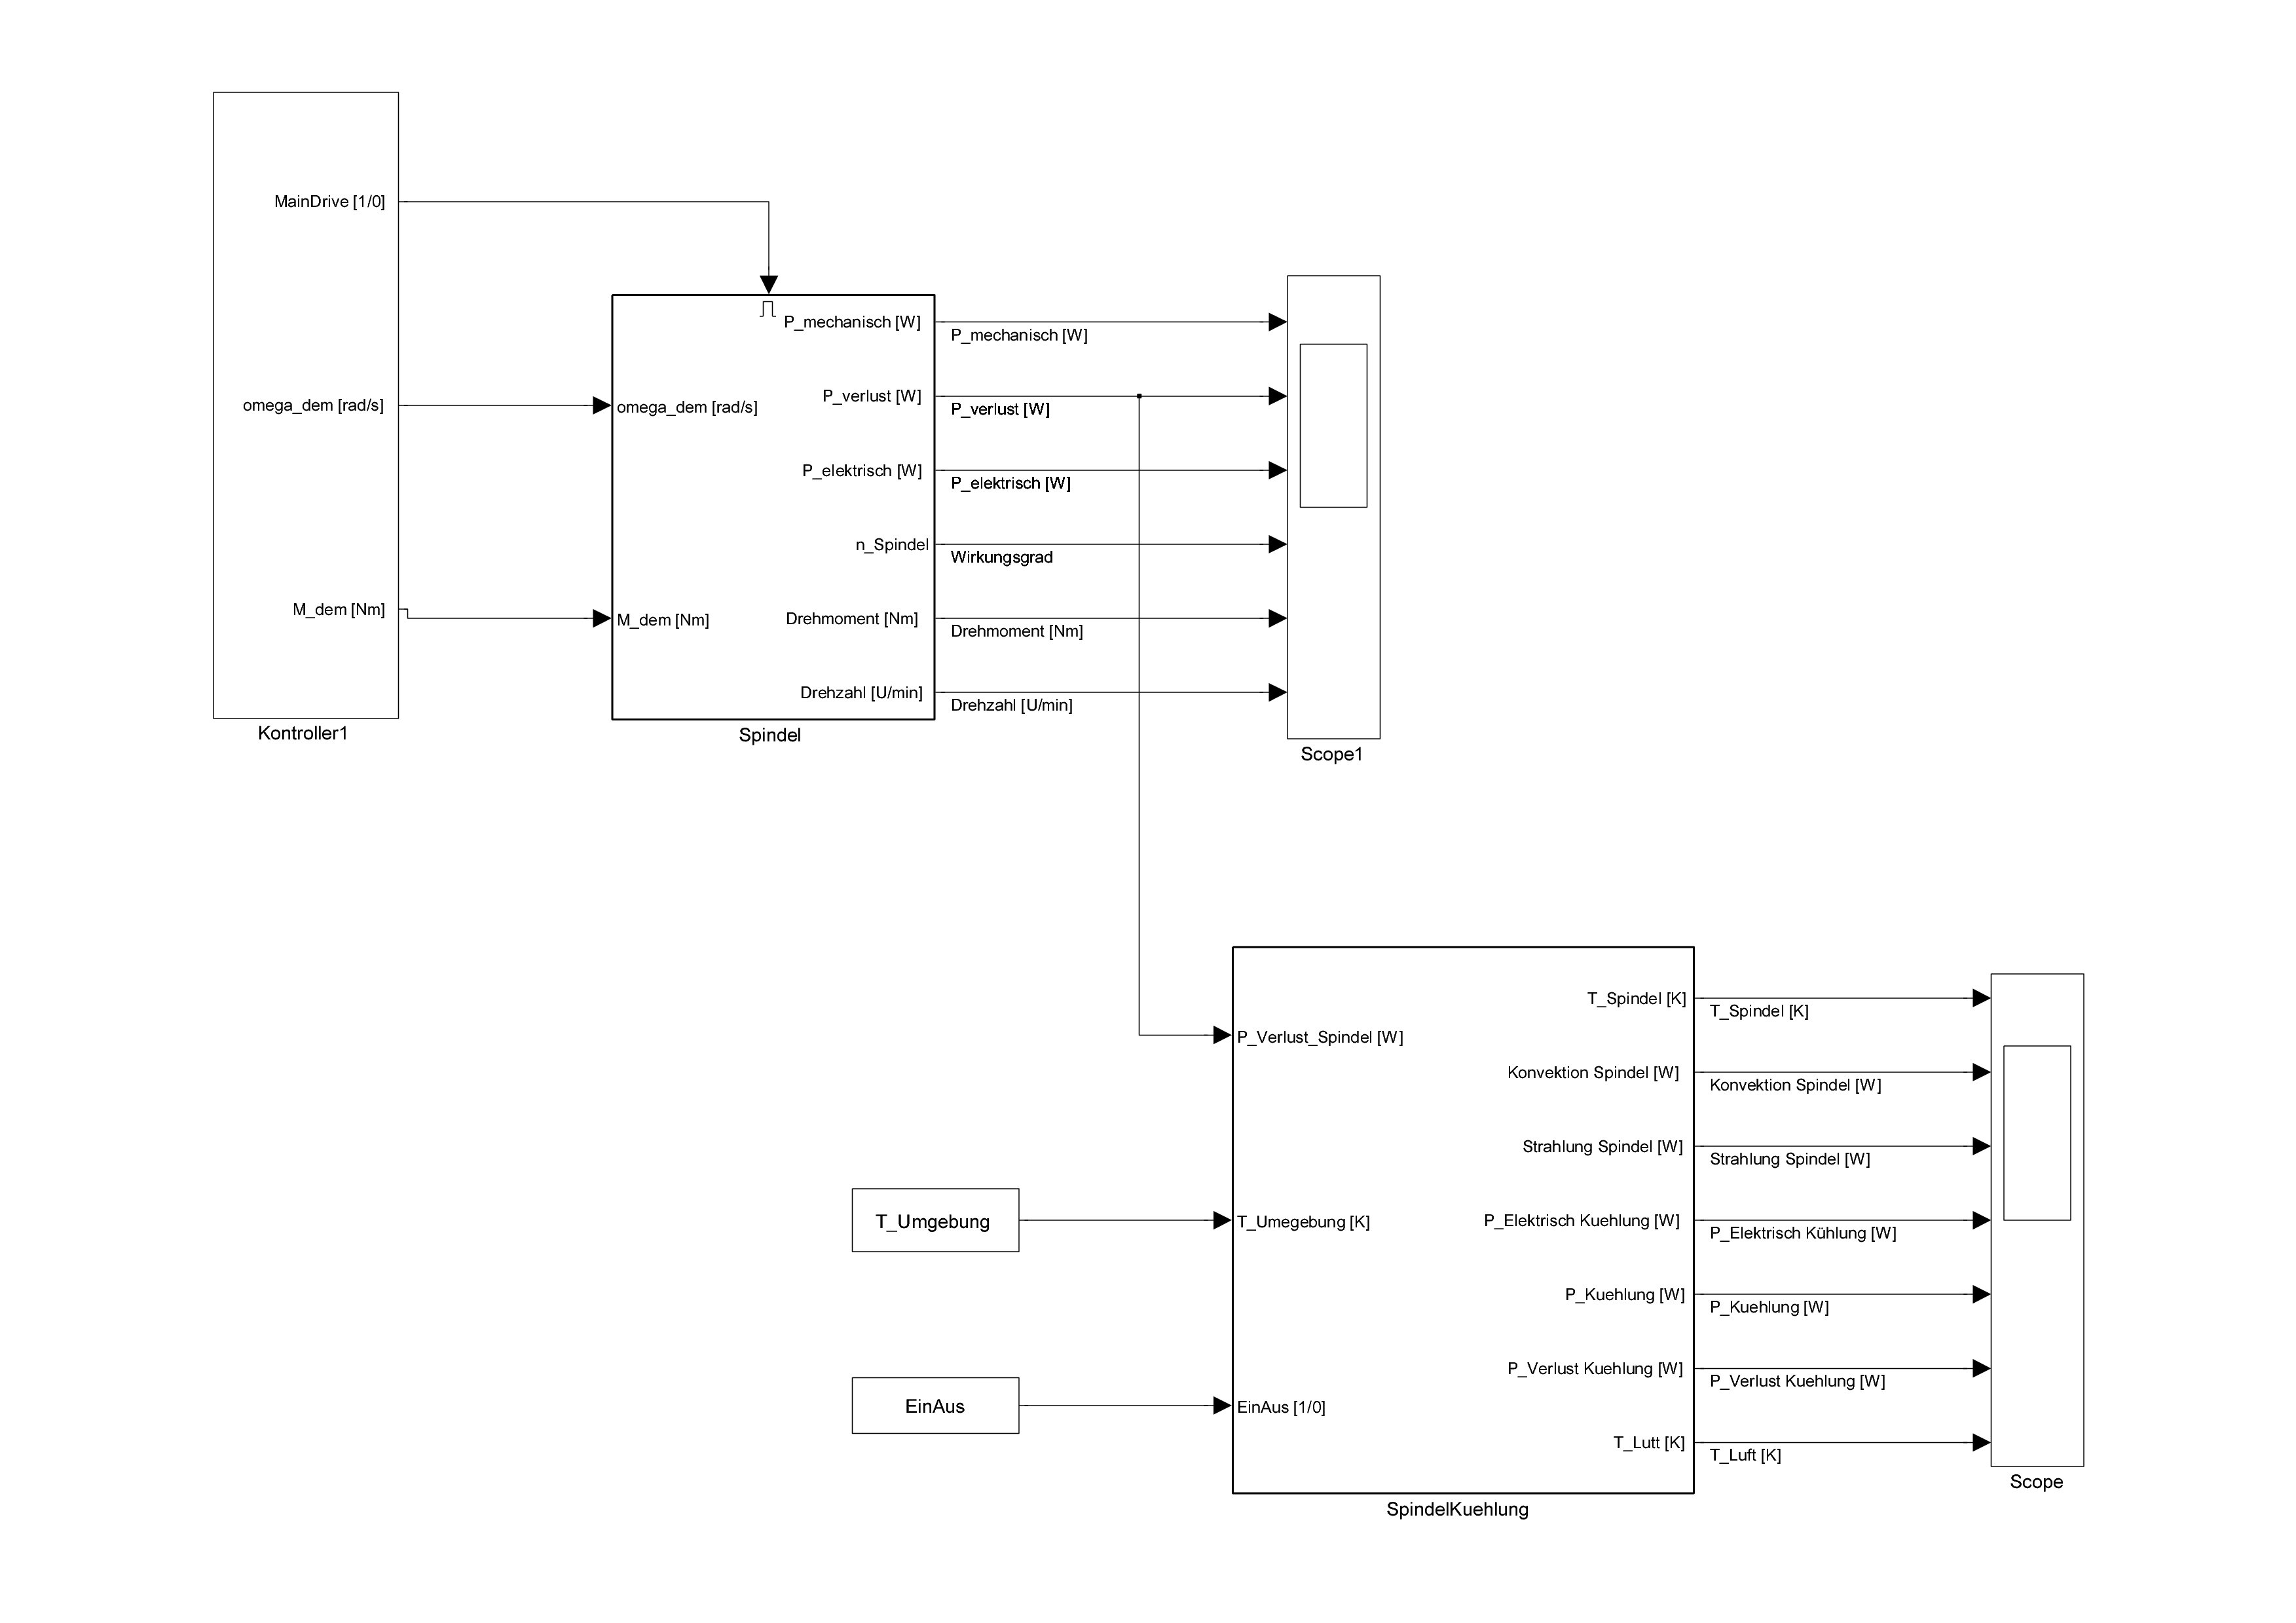 MainDrive [1/0]
omega_dem [rad/s]
M_dem [Nm]
Kontroller1
omega_dem [rad/s]
M_dem [Nm]
P_mechanisch [W]
P_verlust [W]
P_elektrisch [W]
n_Spindel
Drehmoment [Nm]
Drehzahl [U/min]
Spindel
P_mechanisch [W]
P_verlust [W]
P_elektrisch [W]
Wirkungsgrad
Drehmoment [Nm]
Drehzahl [U/min]
Scope1
T_Umgebung
EinAus
P_Verlust_Spindel [W]
T_Umegebung [K]
EinAus [1/0]
T_Spindel [K]
Konvektion Spindel [W]
Strahlung Spindel [W]
P_Elektrisch Kuehlung [W]
P_Kuehlung [W]
P_Verlust Kuehlung [W]
T_Lutt [K]
SpindelKuehlung
T_Spindel [K]
Konvektion Spindel [W]
Strahlung Spindel [W]
P_Elektrisch Kühlung [W]
P_Kuehlung [W]
P_Verlust Kuehlung [W]
T_Luft [K]
Scope